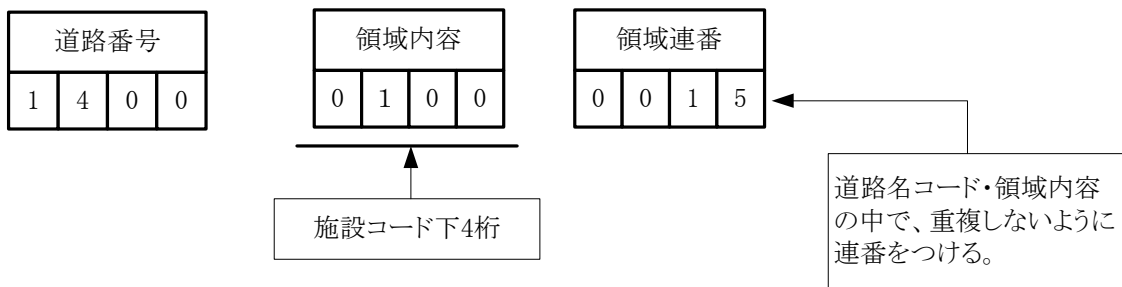 道路番号
領域内容
領域連番
1 4 0 0
0 1 0 0
0 0 1 5
施設コード下4桁
道路名コード・領域内容
の中で、重複しないように
連番をつける。